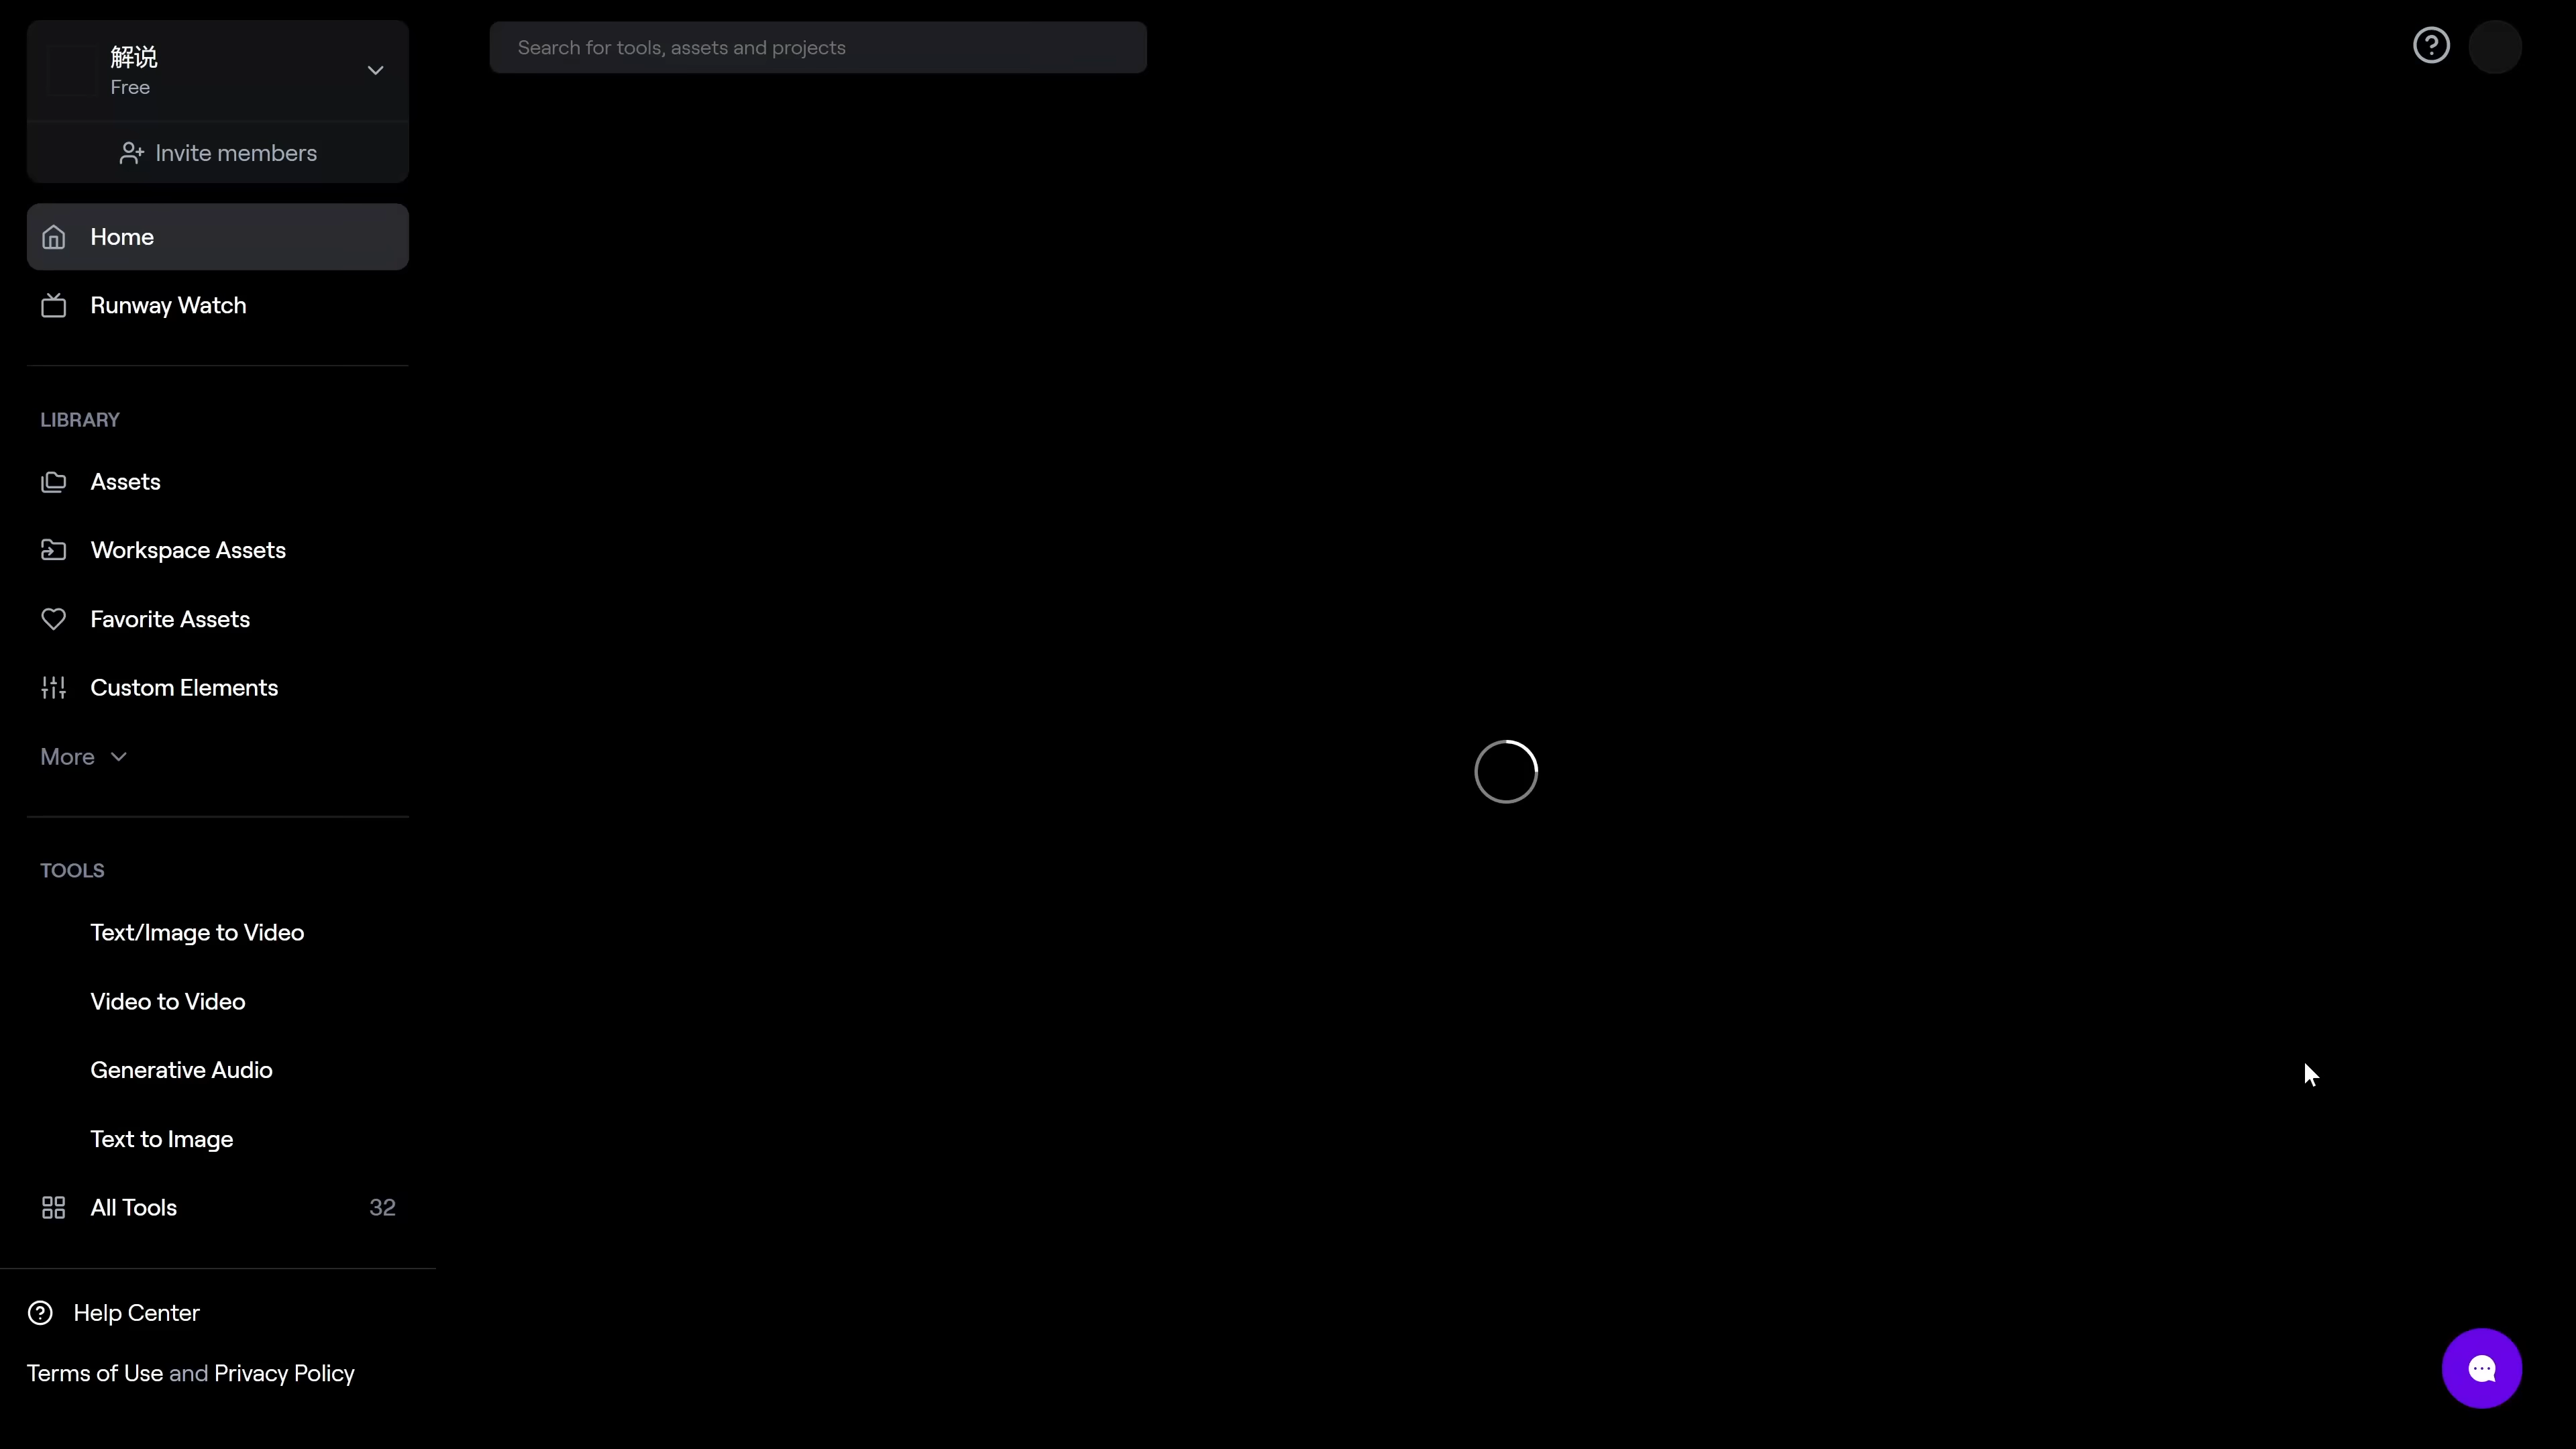 解说
Free
Search for tools, assets and projects
Invite members
Home
Runway Watch
LIBRARY
Assets
Workspace Assets
Favorite Assets
Custom Elements
More
TOOLS
Text/Image to Video
Video to Video
Generative Audio
Text to Image
All Tools 32
Help Center
Terms of Use and Privacy Policy